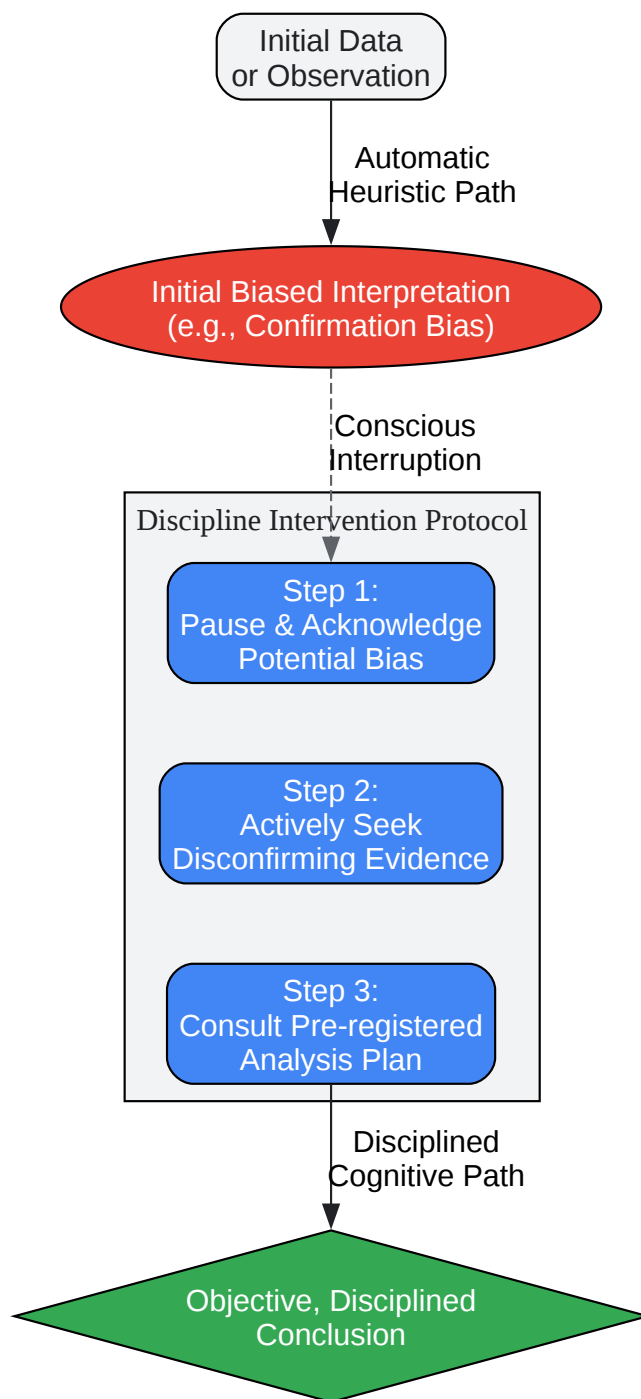 Initial Data
or Observation
Automatic
Heuristic Path
Initial Biased Interpretation
(e.g., Confirmation Bias)
Conscious
Interruption
Discipline Intervention Protocol
Step 1:
Pause & Acknowledge
Potential Bias
Step 2:
Actively Seek
Disconfirming Evidence
Step 3:
Consult Pre-registered
Analysis Plan
Disciplined
Cognitive Path
Objective, Disciplined
Conclusion